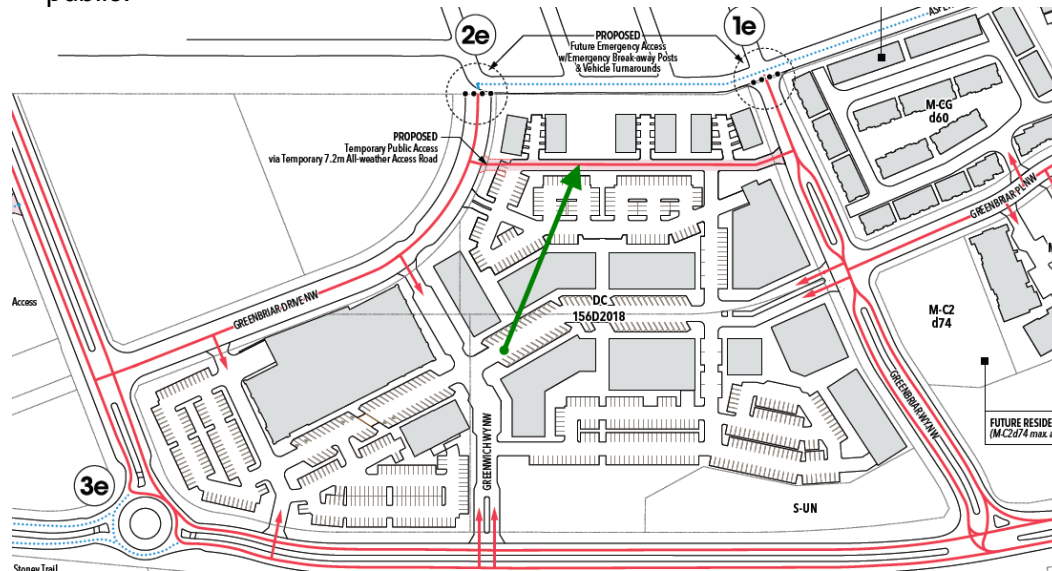 public.
2e
1e
PROPOSED
Future Emergency Access
w/Emergency Break-away Posts
& Vehicle Turnarounds
M-CG
d60
PROPOSED
Temporary Public Access
via Temporary 7.2m All-weather Access Road
GREENBRIAR PL NW
Access
GREENBRIAR DRIVE NW
DC
156D2018
M-C2
d74
GREENBRIAR WY NW
GREENWICH WY NW
FUTURE RESIDE
(M-C2d74 max.
3e
S-UN
Stoney Trail